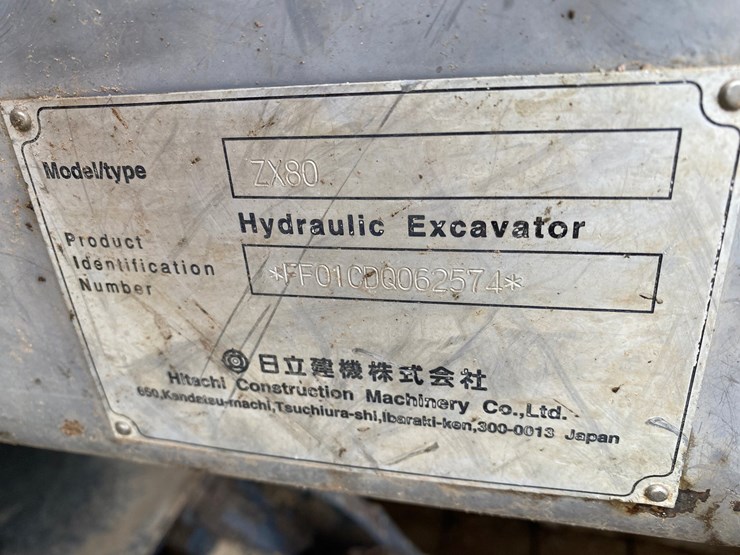 Model/type ZX80
Hydraulic Excavator
Product
Identification
Number
*FF01CDQ062574*
日立建機株式会社
Hitachi Construction Machinery Co.,Ltd.
650,Kandatsu-machi,Tsuchiura-shi,Ibaraki-ken,300-0013 Japan